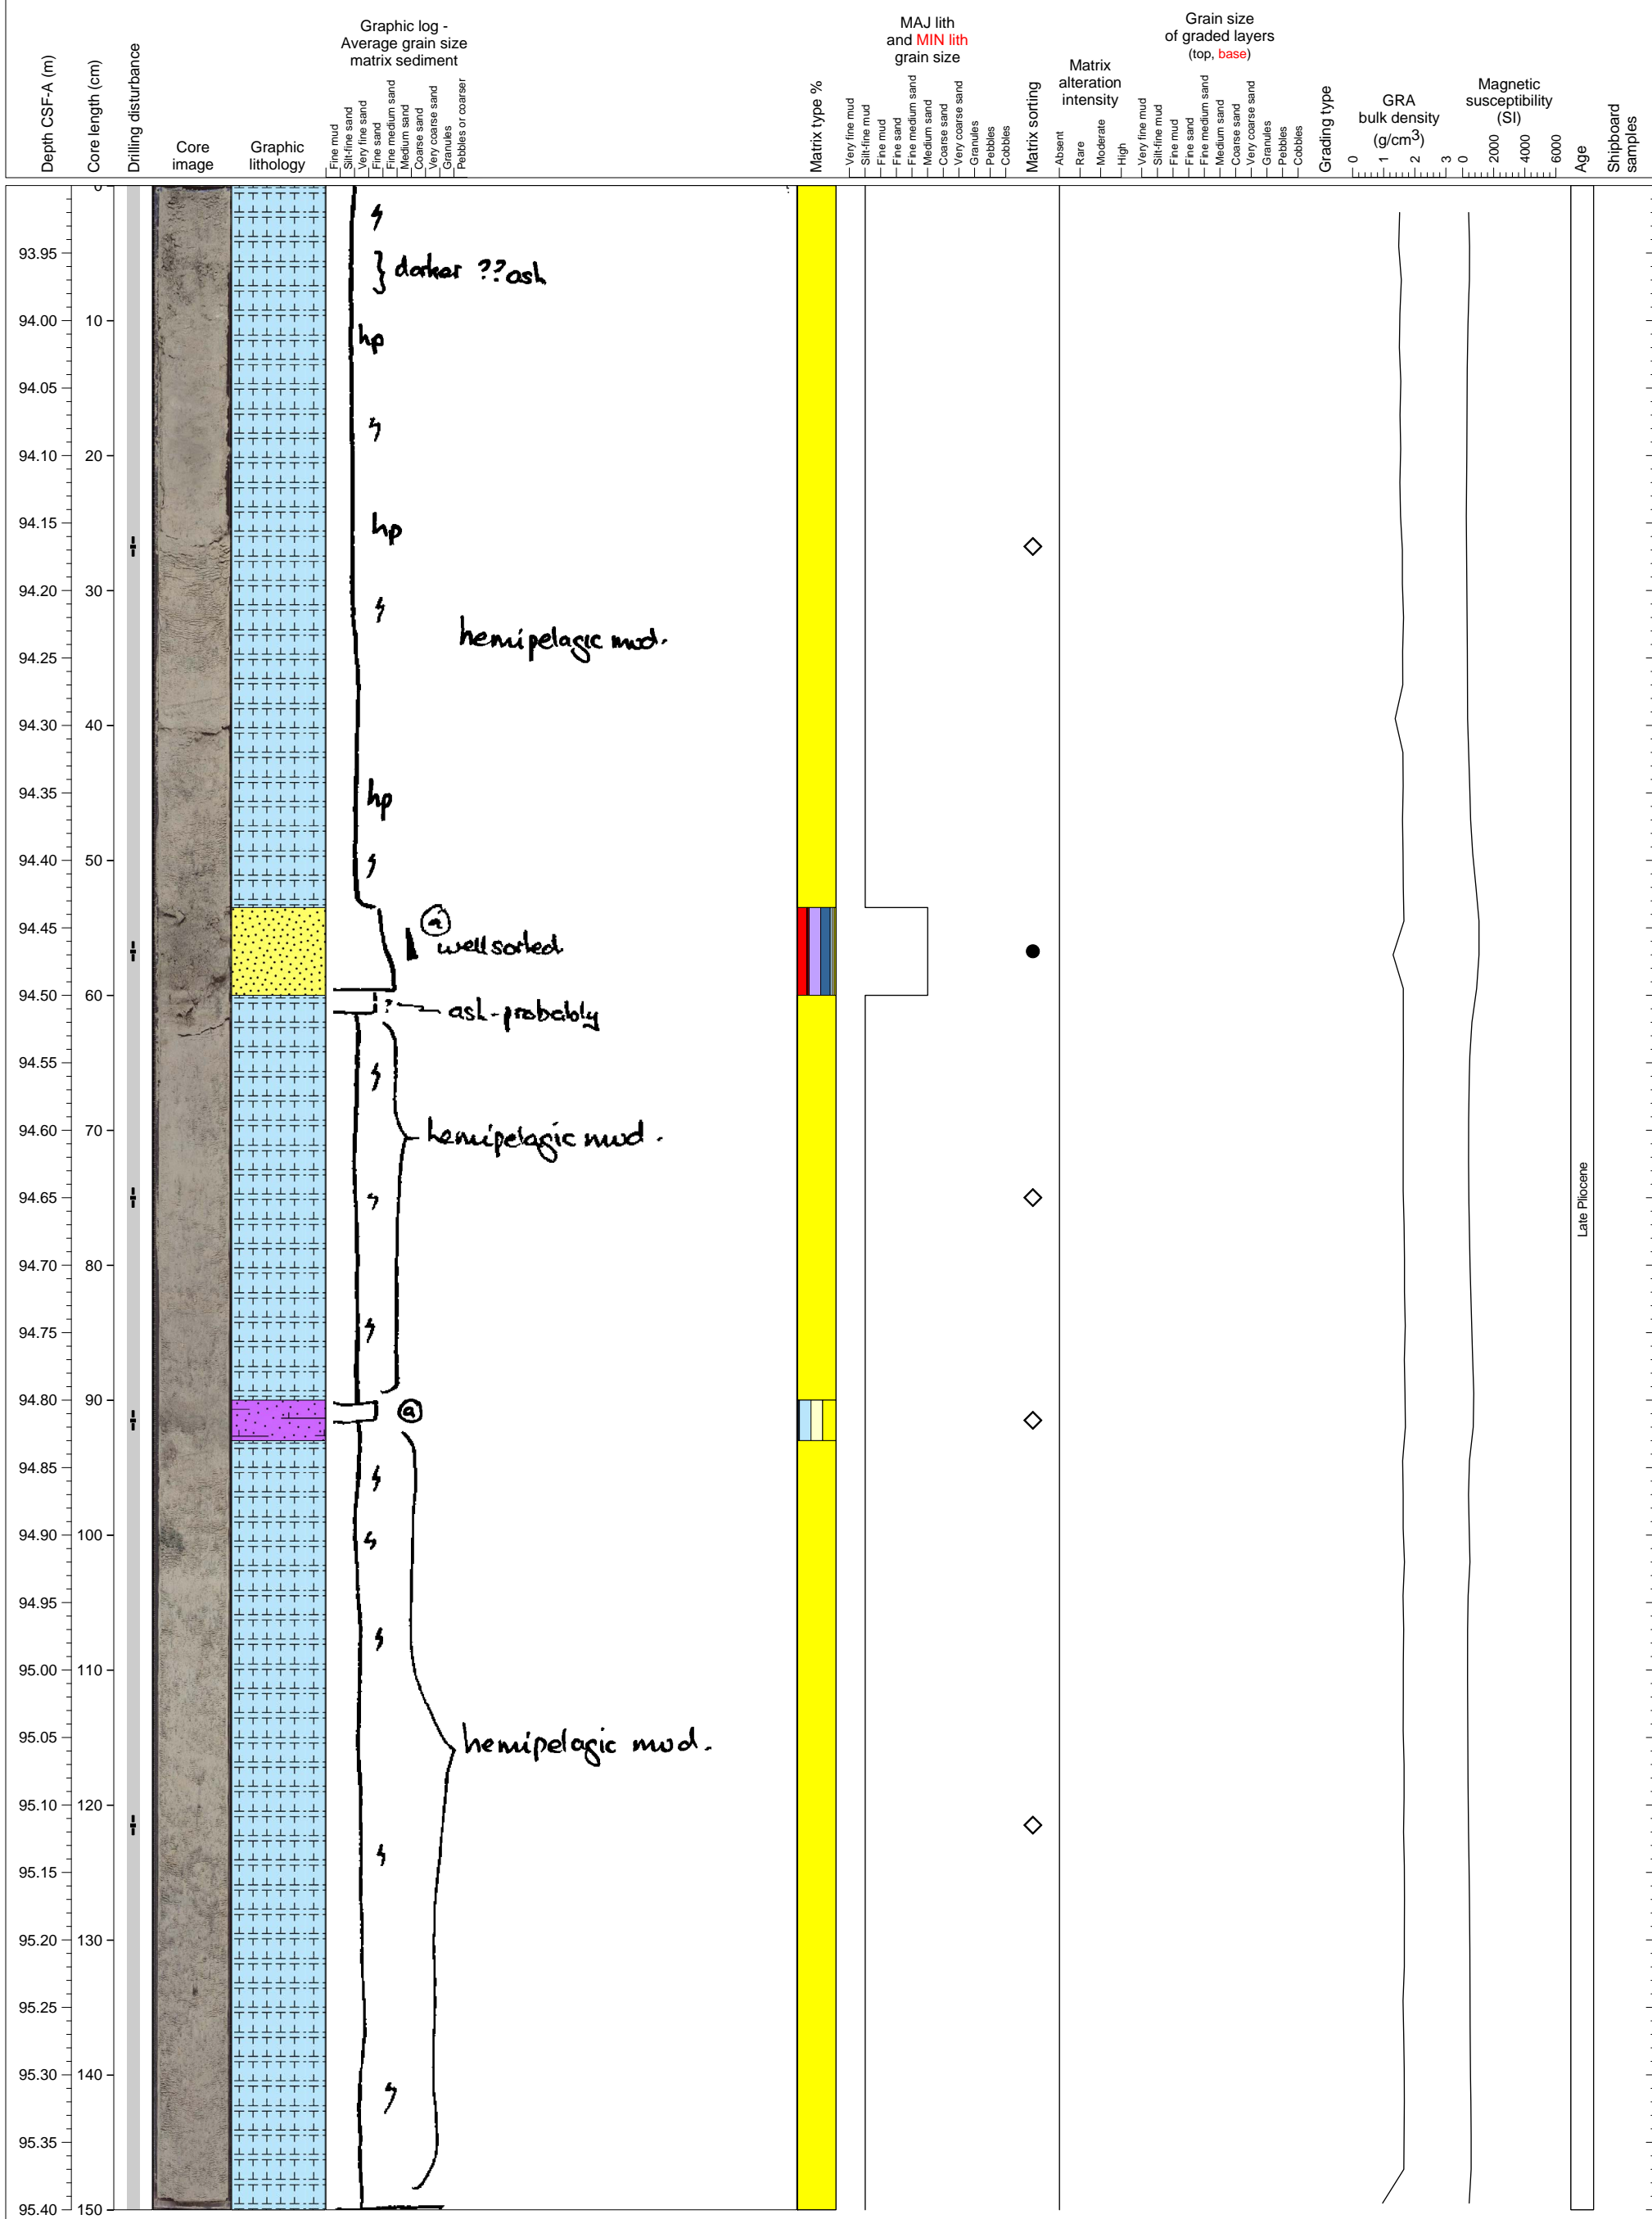 Depth CSF-A (m)
Core length (cm)
Drilling disturbance
Core
image
Graphic
lithology
Graphic log -
Average grain size
matrix sediment
Fine mud
Silt-fine sand
Very fine sand
Fine sand
Fine medium sand
Medium sand
Coarse sand
Very coarse sand
Granules
Pebbles or coarser
Matrix type %
MAJ lith
and MIN lith
grain size
Very fine mud
Silt-fine mud
Fine mud
Fine sand
Fine medium sand
Medium sand
Coarse sand
Very coarse sand
Granules
Pebbles
Cobbles
Matrix sorting
Matrix
alteration
intensity
Absent
Rare
Moderate
High
Grain size
of graded layers
(top, base)
Very fine mud
Silt-fine mud
Fine mud
Fine sand
Fine medium sand
Medium sand
Coarse sand
Very coarse sand
Granules
Pebbles
Cobbles
Grading type
GRA
bulk density
(g/cm3)
0 1 2 3
Magnetic
susceptibility
(SI)
0 2000 4000 6000
Age
Shipboard
samples
0
93.95
darker ??ash
94.00 10
hp
94.05
94.10 20
94.15
hp
94.20 30
hemipelagic mud.
94.25
94.30 40
94.35
hp
94.40 50
94.45
a
well sorted
94.50 60
? ash-probably
94.55
94.60 70
hemipelagic mud.
94.65
Late Pliocene
94.70 80
94.75
94.80 90
a
94.85
94.90 100
94.95
95.00 110
95.05
hemipelagic mud.
95.10 120
95.15
95.20 130
95.25
95.30 140
95.35
95.40 150